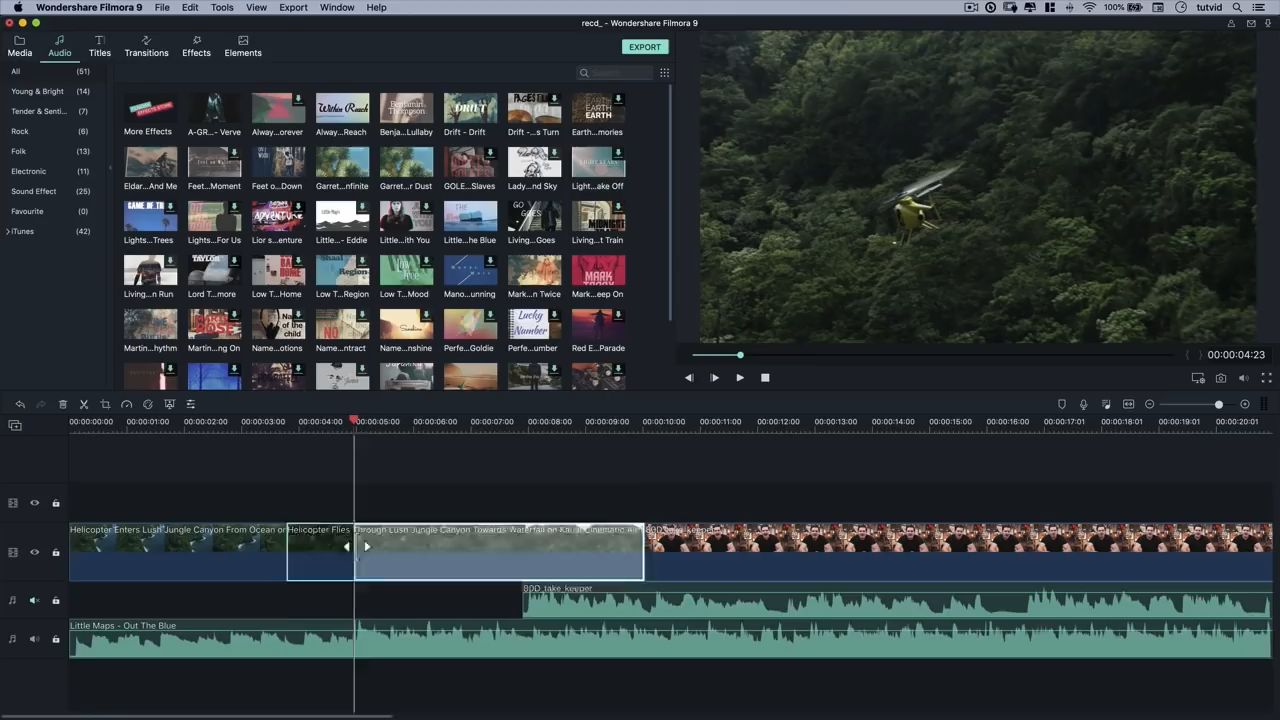 Wondershare Filmora 9 File Edit Tools View Export Window Help 100% tutvid
recd_ - Wondershare Filmora 9
Media Audio Titles Transitions Effects Elements EXPORT
All (51)
Search
Young & Bright (14)
Tender & Senti... (7)
Rock (6)
Folk (13)
Electronic (11)
Sound Effect (25)
Favourite (0)
iTunes (42)
More Effects A-GR... - Verve Alway...orever Alway...Reach Benja...Lullaby Drift - Drift Drift -...s Turn Earth...mories
Eldar...And Me Feet...Moment Feet o...Down Garret...nfinite Garret...r Dust GOLE...Slaves Lady...nd Sky Light...ake Off
Lights...Trees Lights...For Us Lior s...enture Little...- Eddie Little...ith You Little...he Blue Living...Goes Living...t Train
Living...n Run Lord T...more Low T...Home Low T...Region Low T...Mood Mano...unning Mark...n Twice Mark...eep On
Martin...hythm Martin...ng On Name...otions Name...ntract Name...nshine Perfe...Goldie Perfe...umber Red E...Parade
00:00:04:23
00:00:00:00 00:00:01:00 00:00:02:00 00:00:03:00 00:00:04:00 00:00:05:00 00:00:06:00 00:00:07:00 00:00:08:00 00:00:09:00 00:00:10:00 00:00:11:00 00:00:12:00 00:00:13:00 00:00:14:00 00:00:15:00 00:00:16:00 00:00:17:01 00:00:18:01 00:00:19:01 00:00:20:01
Helicopter Enters Lush Jungle Canyon From Ocean on Helicopter Flies Through Lush Jungle Canyon Towards Waterfall on Kauai Cinematic
80D_take_keeper
Little Maps - Out The Blue